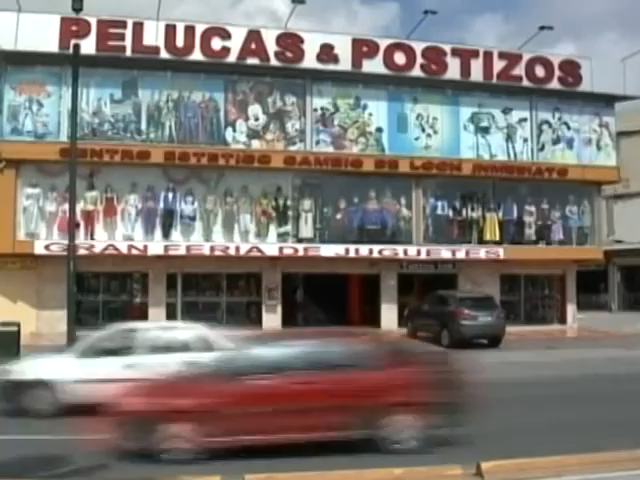 PELUCAS & POSTIZOS
CENTRO ESTETICO CAMBIO DE LOOK INMEDIATO
GRAN FERIA DE JUGUETES